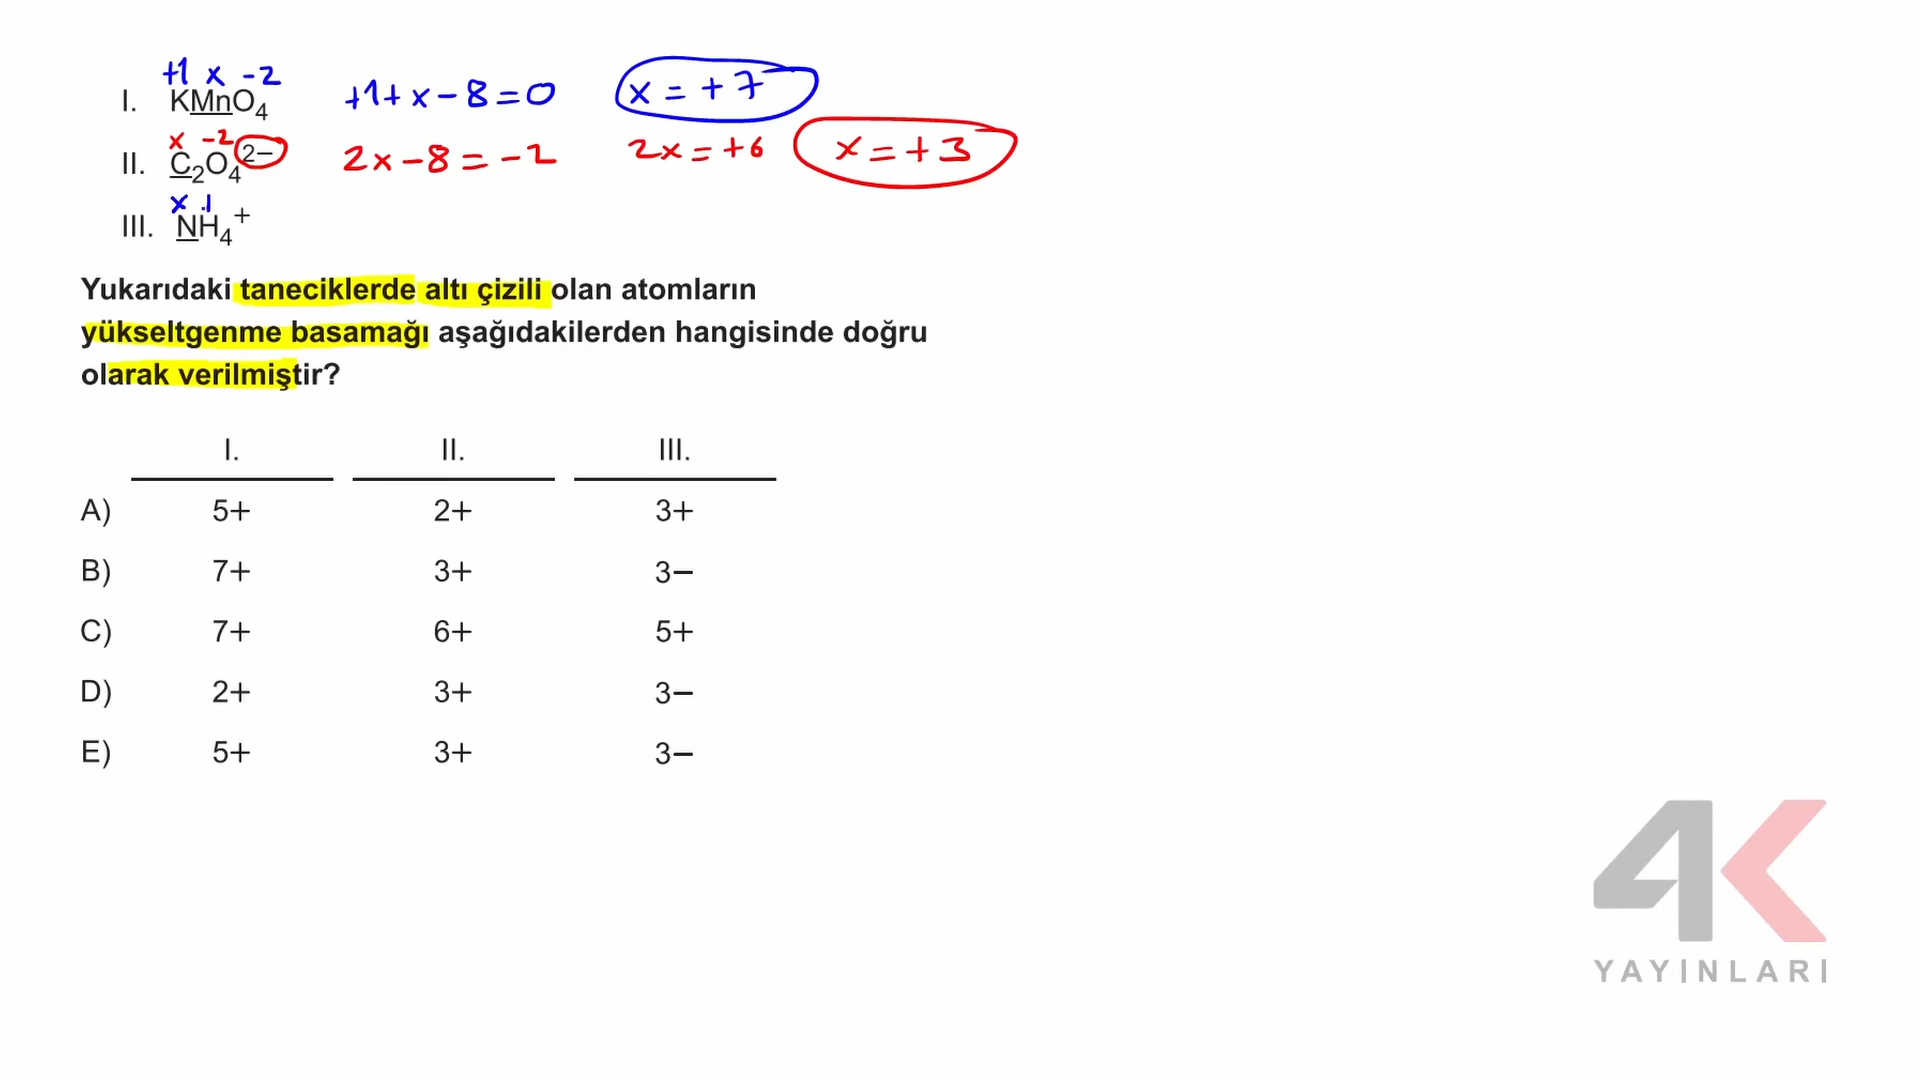 +1 x -2
I. KMnO₄ +1+x-8=0 x=+7
x -2
II. C₂O₄²⁻ 2x-8=-2 2x=+6 x=+3
x +1
III. NH₄⁺
Yukarıdaki taneciklerde altı çizili olan atomların
yükseltgenme basamağı aşağıdakilerden hangisinde doğru
olarak verilmiştir?
I. II. III.
A) 5+ 2+ 3+
B) 7+ 3+ 3−
C) 7+ 6+ 5+
D) 2+ 3+ 3−
E) 5+ 3+ 3−
4K
YAYINLARI